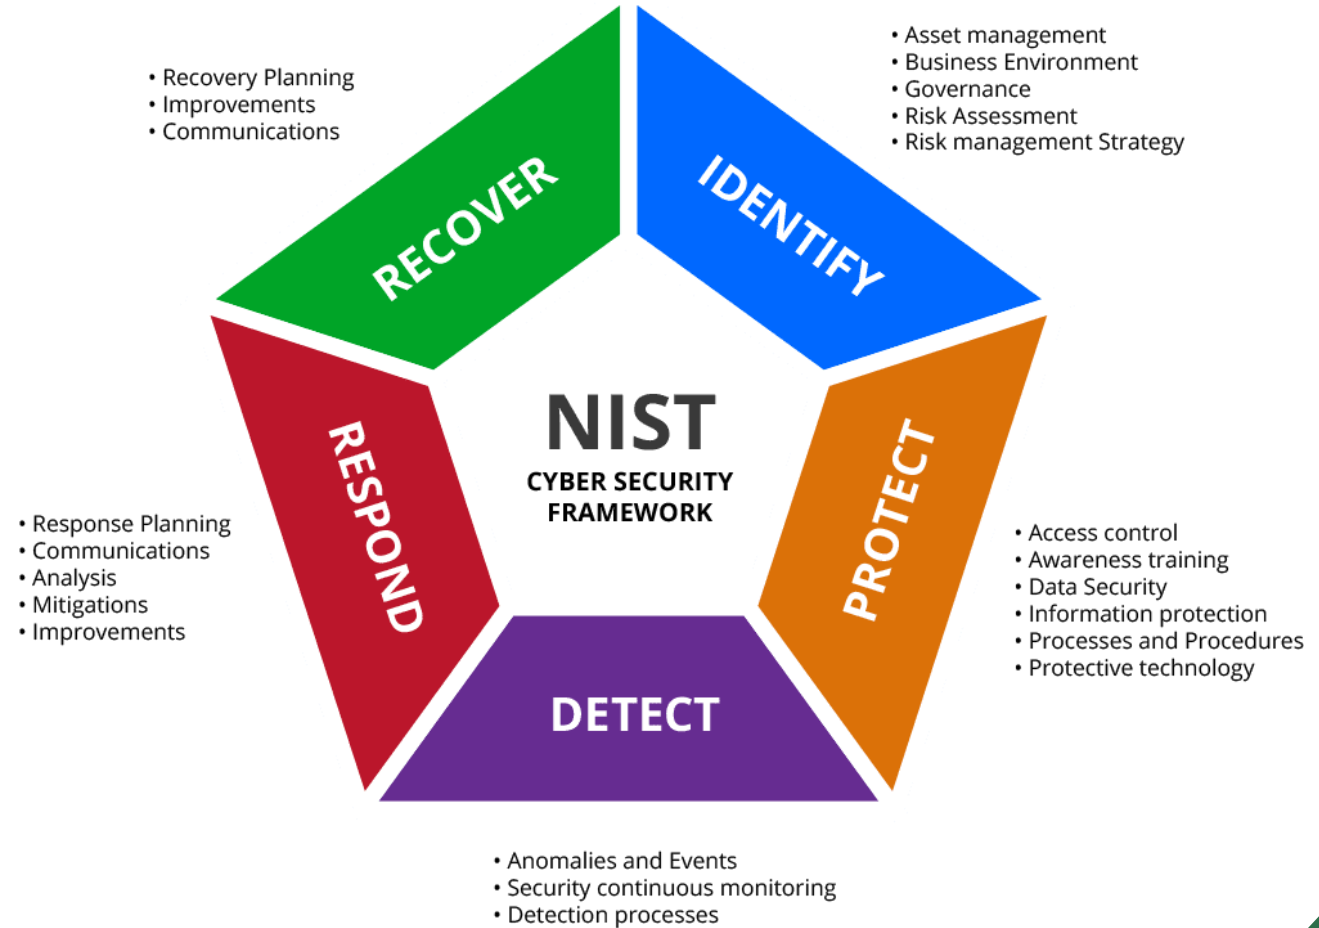 • Recovery Planning
• Improvements
• Communications
• Asset management
• Business Environment
• Governance
• Risk Assessment
• Risk management Strategy
RECOVER
IDENTIFY
NIST
CYBER SECURITY
FRAMEWORK
RESPOND
PROTECT
• Response Planning
• Communications
• Analysis
• Mitigations
• Improvements
• Access control
• Awareness training
• Data Security
• Information protection
• Processes and Procedures
• Protective technology
DETECT
• Anomalies and Events
• Security continuous monitoring
• Detection processes